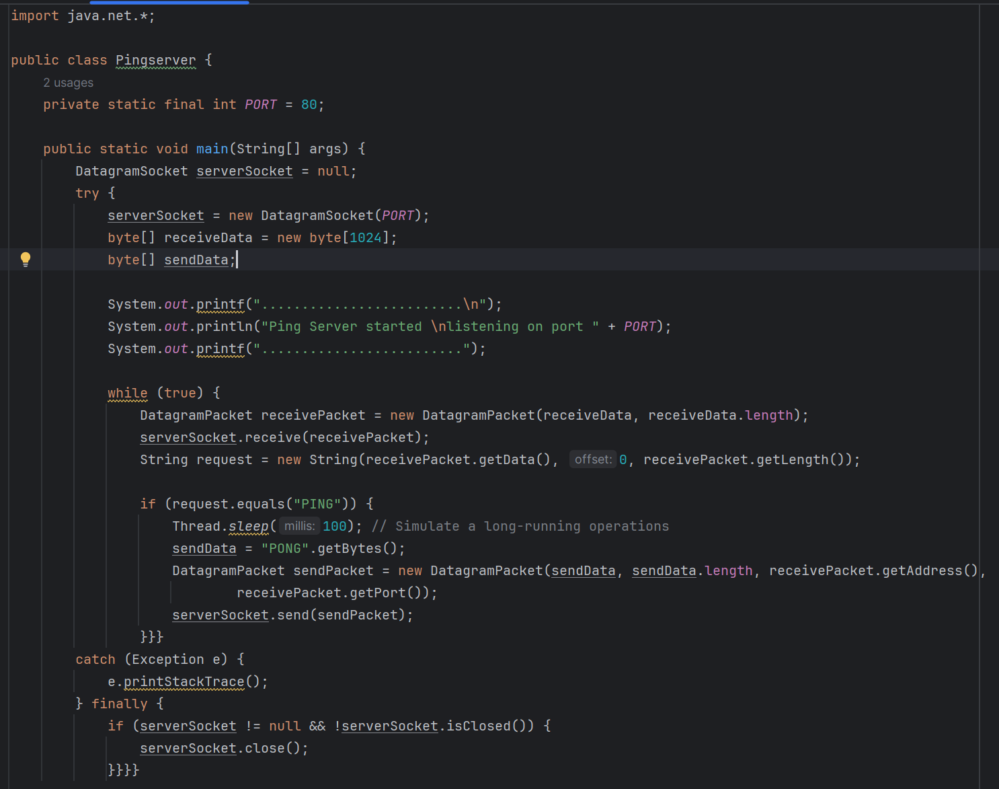 import java.net.*;
public class Pingserver {
2 usages
private static final int PORT = 80;
public static void main(String[] args) {
DatagramSocket serverSocket = null;
try {
serverSocket = new DatagramSocket(PORT);
byte[] receiveData = new byte[1024];
byte[] sendData;
System.out.printf(".........................\n");
System.out.println("Ping Server started \nlistening on port " + PORT);
System.out.printf(".........................");
while (true) {
DatagramPacket receivePacket = new DatagramPacket(receiveData, receiveData.length);
serverSocket.receive(receivePacket);
String request = new String(receivePacket.getData(), offset: 0, receivePacket.getLength());
if (request.equals("PING")) {
Thread.sleep( millis: 100); // Simulate a long-running operations
sendData = "PONG".getBytes();
DatagramPacket sendPacket = new DatagramPacket(sendData, sendData.length, receivePacket.getAddress(),
receivePacket.getPort());
serverSocket.send(sendPacket);
}}}
catch (Exception e) {
e.printStackTrace();
} finally {
if (serverSocket != null && !serverSocket.isClosed()) {
serverSocket.close();
}}}}